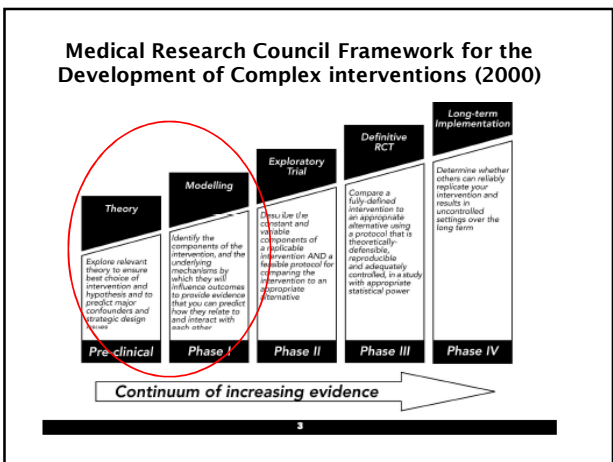 Medical Research Council Framework for the
Development of Complex interventions (2000)
Theory
Explore relevant
theory to ensure
best choice of
intervention and
hypothesis and to
predict major
confounders and
strategic design
issues
Pre-clinical
Modelling
Identify the
components of the
intervention, and the
underlying
mechanisms by
which they will
influence outcomes
to provide evidence
that you can predict
how they relate to
and interact with
each other
Phase I
Exploratory
Trial
Describe the
constant and
variable
components of
a replicable
intervention AND a
feasible protocol for
comparing the
intervention to an
appropriate
alternative
Phase II
Definitive
RCT
Compare a
fully-defined
intervention to
an appropriate
alternative using
a protocol that is
theoretically-
defensible,
reproducible
and adequately
controlled, in a study
with appropriate
statistical power
Phase III
Long-term
Implementation
Determine whether
others can reliably
replicate your
intervention and
results in
uncontrolled
settings over the
long term
Phase IV
Continuum of increasing evidence
3